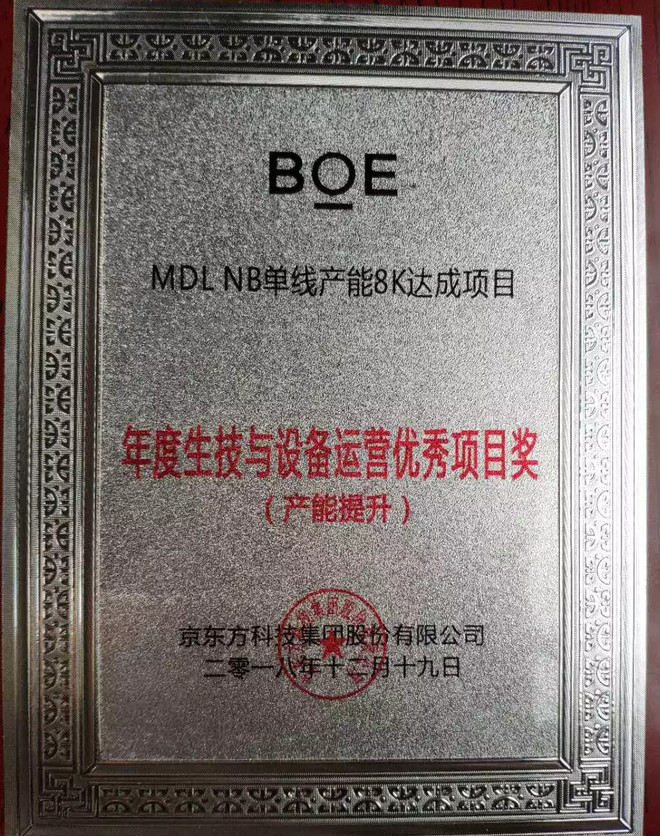 BOE
MDL NB单线产能8K达成项目
年度生技与设备运营优秀项目奖
（产能提升）
京东方科技集团股份有限公司
二零一八年十二月十九日